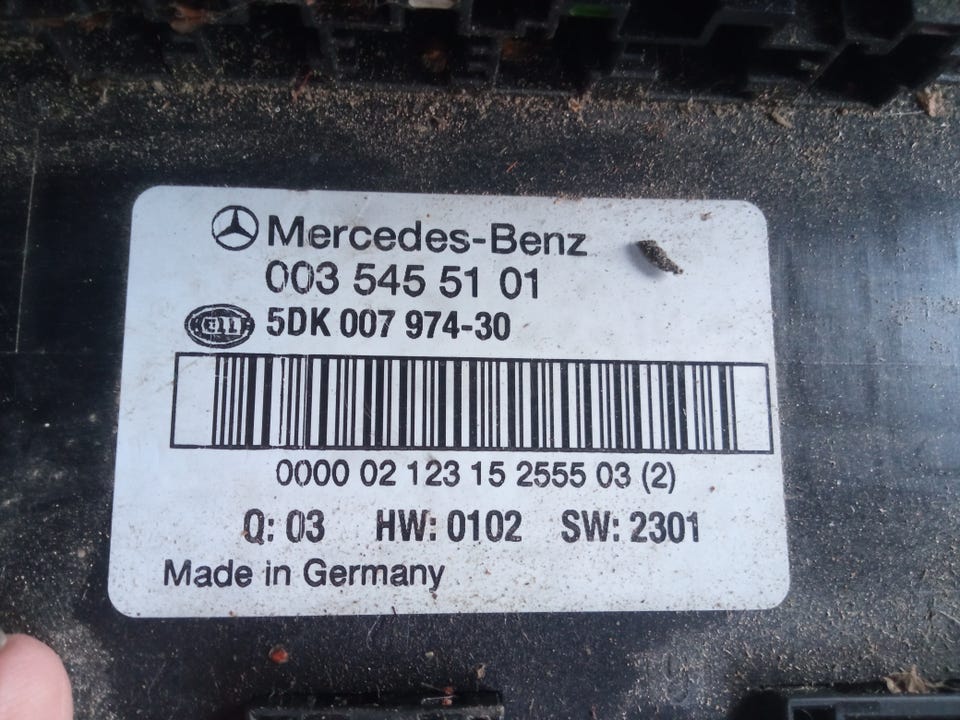 Mercedes-Benz
003 545 51 01
HELLA 5DK 007 974-30
0000 02 123 15 2555 03 (2)
Q: 03 HW: 0102 SW: 2301
Made in Germany